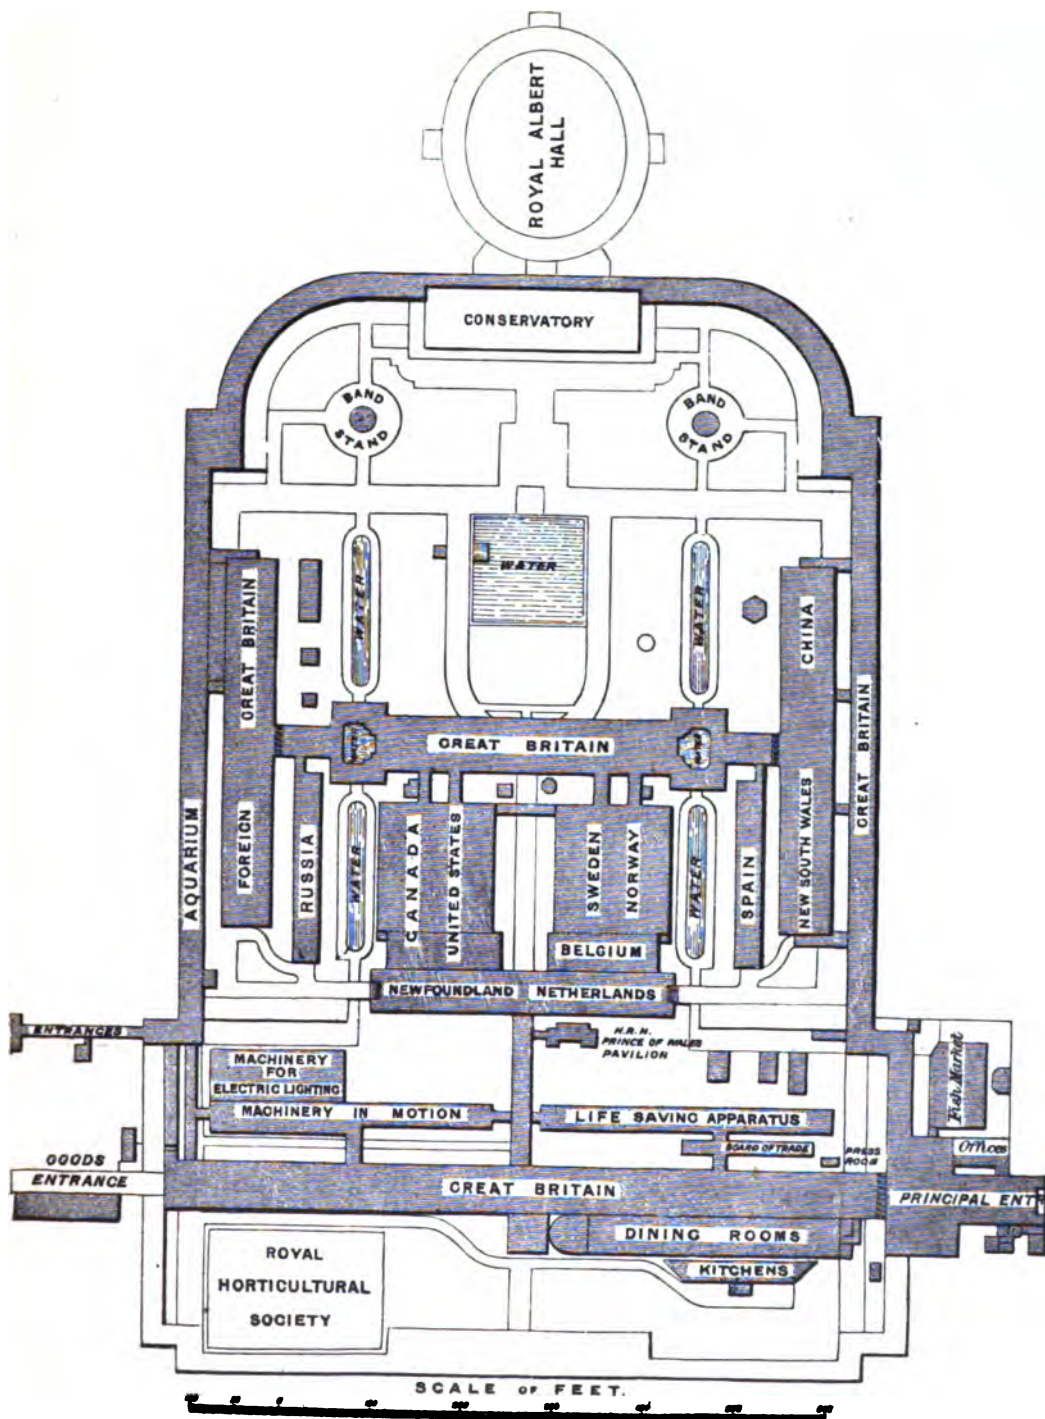 ROYAL ALBERT
HALL
CONSERVATORY
BAND
STAND
BAND
STAND
WATER
WATER
WATER
GREAT BRITAIN
CHINA
GREAT BRITAIN
GREAT BRITAIN
AQUARIUM
FOREIGN
RUSSIA
WATER
CANADA
UNITED STATES
SWEDEN
NORWAY
WATER
SPAIN
NEW SOUTH WALES
BELGIUM
NEWFOUNDLAND
NETHERLANDS
ENTRANCES
H.R.H.
PRINCE OF WALES
PAVILION
MACHINERY
FOR
ELECTRIC LIGHTING
Fish Market
MACHINERY IN MOTION
LIFE SAVING APPARATUS
BOARD OF TRADE
PRESS
ROOM
Offices
GOODS
ENTRANCE
GREAT BRITAIN
PRINCIPAL ENT
DINING ROOMS
KITCHENS
ROYAL
HORTICULTURAL
SOCIETY
SCALE OF FEET.